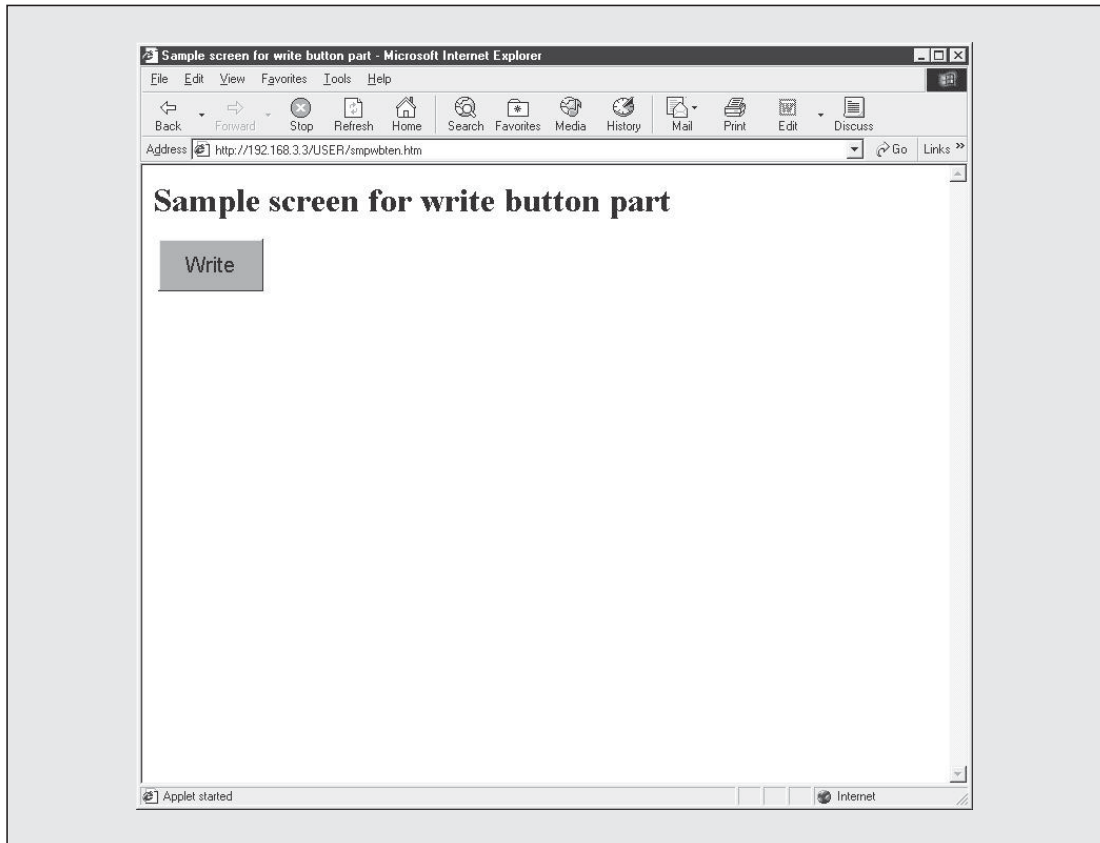 Sample screen for write button part - Microsoft Internet Explorer
File Edit View Favorites Tools Help
Back Forward Stop Refresh Home Search Favorites Media History Mail Print Edit Discuss
Address http://192.168.3.3/USER/smpwbten.htm Go Links »
Sample screen for write button part
Write
Applet started Internet